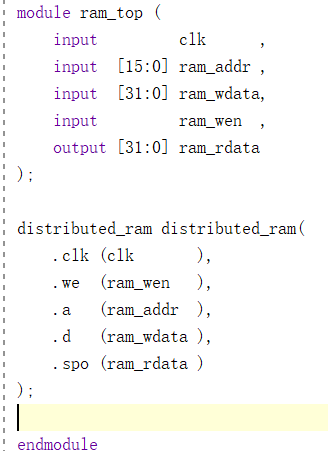 module ram_top (
    input         clk     ,
    input  [15:0] ram_addr ,
    input  [31:0] ram_wdata,
    input         ram_wen  ,
    output [31:0] ram_rdata
);
distributed_ram distributed_ram(
    .clk (clk       ),
    .we  (ram_wen   ),
    .a   (ram_addr  ),
    .d   (ram_wdata ),
    .spo (ram_rdata )
);
endmodule